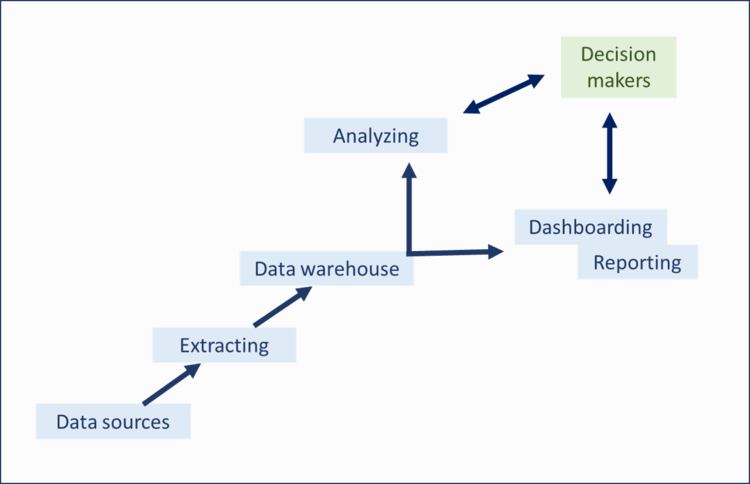 Decision
makers
Analyzing
Dashboarding
Reporting
Data warehouse
Extracting
Data sources